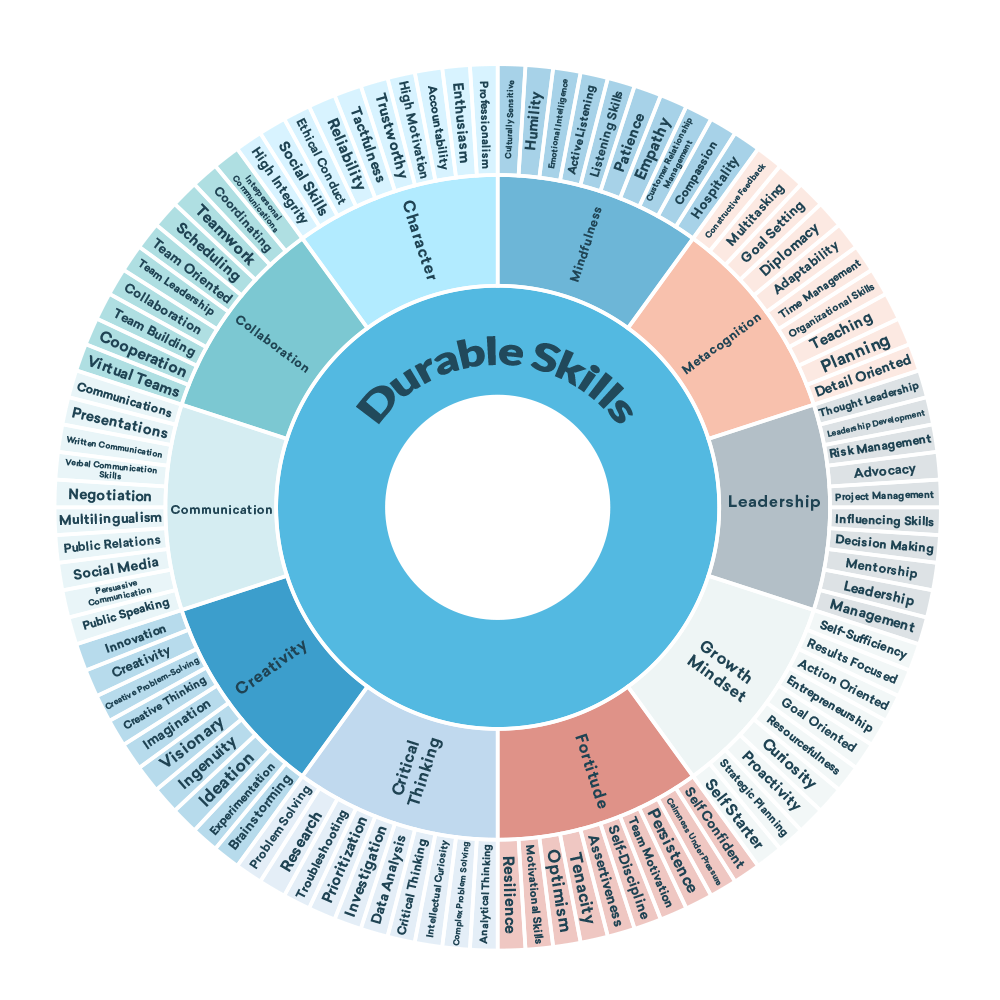 Durable Skills
Mindfulness
Culturally Sensitive
Humility
Emotional Intelligence
Active Listening
Listening Skills
Patience
Empathy
Customer Relationship
Management
Compassion
Hospitality
Metacognition
Constructive Feedback
Multitasking
Goal Setting
Diplomacy
Adaptability
Time Management
Organizational Skills
Teaching
Planning
Detail Oriented
Leadership
Thought Leadership
Leadership Development
Risk Management
Advocacy
Project Management
Influencing Skills
Decision Making
Mentorship
Leadership
Management
Growth
Mindset
Self-Sufficiency
Results Focused
Action Oriented
Entrepreneurship
Goal Oriented
Resourcefulness
Curiosity
Proactivity
Strategic Planning
Self Starter
Fortitude
Self Confident
Calmness Under Pressure
Persistence
Team Motivation
Self-Discipline
Assertiveness
Tenacity
Optimism
Motivational Skills
Resilience
Critical
Thinking
Analytical Thinking
Complex Problem Solving
Intellectual Curiosity
Critical Thinking
Data Analysis
Investigation
Prioritization
Troubleshooting
Research
Problem Solving
Creativity
Brainstorming
Experimentation
Ideation
Ingenuity
Visionary
Imagination
Creative Thinking
Creative Problem-Solving
Creativity
Innovation
Communication
Public Speaking
Persuasive
Communication
Social Media
Public Relations
Multilingualism
Negotiation
Verbal Communication
Skills
Written Communication
Presentations
Communications
Collaboration
Virtual Teams
Cooperation
Team Building
Collaboration
Team Leadership
Team Oriented
Scheduling
Teamwork
Coordinating
Interpersonal
Communications
Character
High Integrity
Social Skills
Ethical Conduct
Reliability
Tactfulness
Trustworthy
High Motivation
Accountability
Enthusiasm
Professionalism